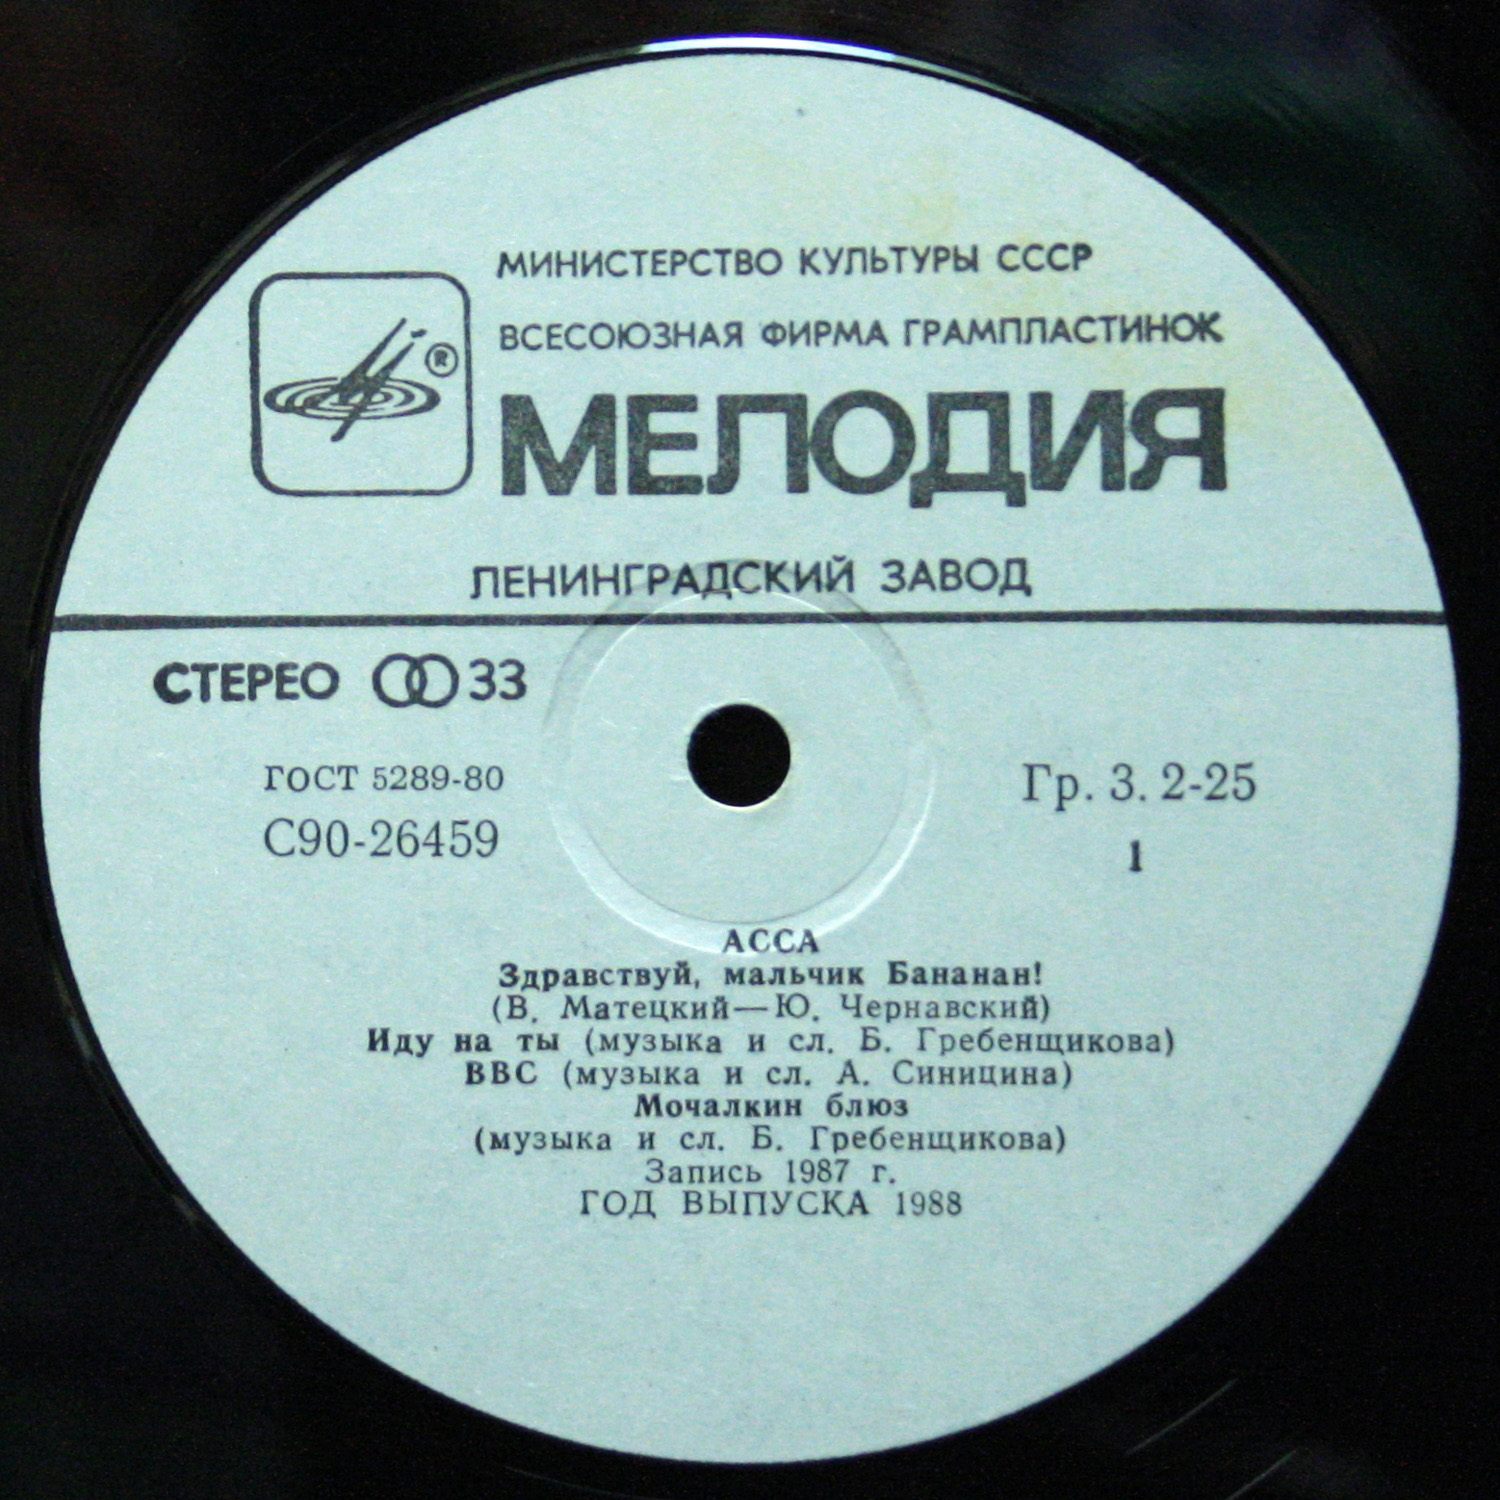 МИНИСТЕРСТВО КУЛЬТУРЫ СССР
ВСЕСОЮЗНАЯ ФИРМА ГРАМПЛАСТИНОК
®
МЕЛОДИЯ
ЛЕНИНГРАДСКИЙ ЗАВОД
СТЕРЕО 33
ГОСТ 5289-80
Гр. 3. 2-25
С90-26459
1
АССА
Здравствуй, мальчик Бананан!
(В. Матецкий—Ю. Чернавский)
Иду на ты (музыка и сл. Б. Гребенщикова)
ВВС (музыка и сл. А. Синицина)
Мочалкин блюз
(музыка и сл. Б. Гребенщикова)
Запись 1987 г.
ГОД ВЫПУСКА 1988